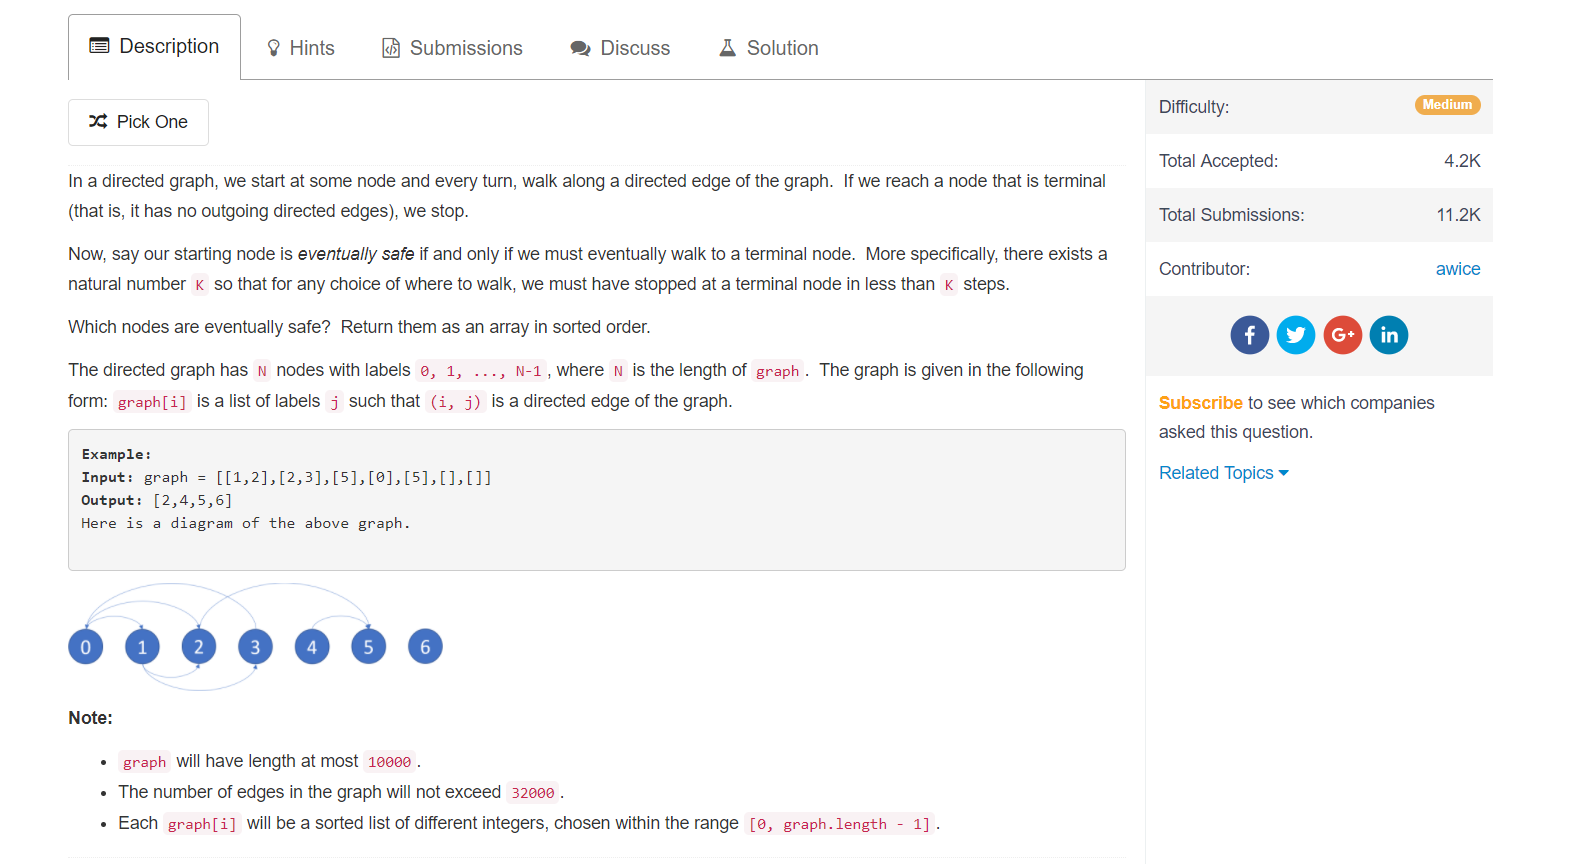 Description
Hints
Submissions
Discuss
Solution
Pick One
In a directed graph, we start at some node and every turn, walk along a directed edge of the graph.  If we reach a node that is terminal
(that is, it has no outgoing directed edges), we stop.
Now, say our starting node is eventually safe if and only if we must eventually walk to a terminal node.  More specifically, there exists a
natural number K so that for any choice of where to walk, we must have stopped at a terminal node in less than K steps.
Which nodes are eventually safe?  Return them as an array in sorted order.
The directed graph has N nodes with labels 0, 1, ..., N-1, where N is the length of graph.  The graph is given in the following
form: graph[i] is a list of labels j such that (i, j) is a directed edge of the graph.
Example:
Input: graph = [[1,2],[2,3],[5],[0],[5],[],[]]
Output: [2,4,5,6]
Here is a diagram of the above graph.
0 1 2 3 4 5 6
Note:
• graph will have length at most 10000.
• The number of edges in the graph will not exceed 32000.
• Each graph[i] will be a sorted list of different integers, chosen within the range [0, graph.length - 1].
Difficulty: Medium
Total Accepted: 4.2K
Total Submissions: 11.2K
Contributor: awice
f G+ in
Subscribe to see which companies
asked this question.
Related Topics